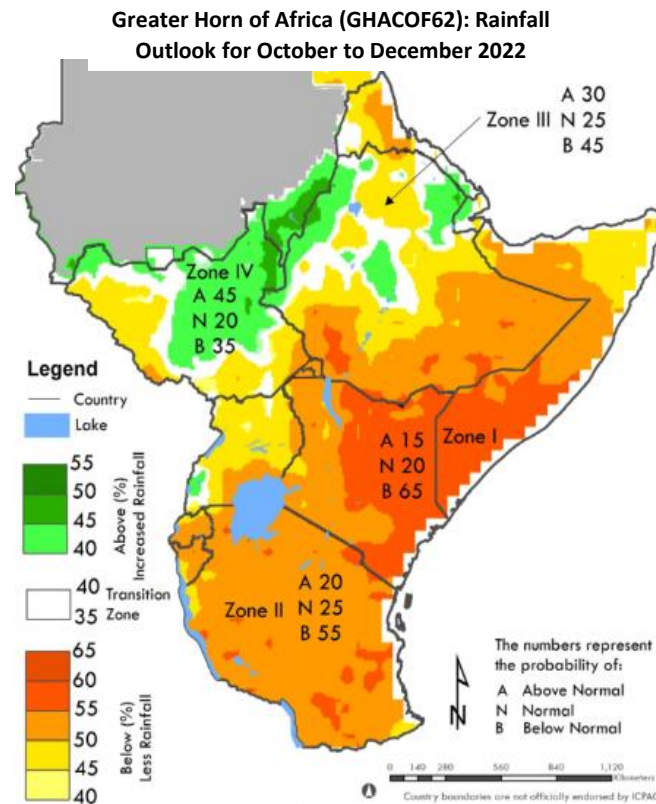 Greater Horn of Africa (GHACOF62): Rainfall
Outlook for October to December 2022
A 30
Zone III N 25
B 45
Zone IV
A 45
N 20
B 35
Legend
Country
Lake
55
50
45
40
Above (%)
Increased Rainfall
40
35
Transition
Zone
65
60
55
50
45
40
Below (%)
Less Rainfall
A 15
N 20
B 65
Zone I
A 20
Zone II N 25
B 55
The numbers represent
the probability of:
A Above Normal
N Normal
B Below Normal
N
0 140 280 560 840 1,120
Kilometers
Country boundaries are not officially endorsed by ICPAC